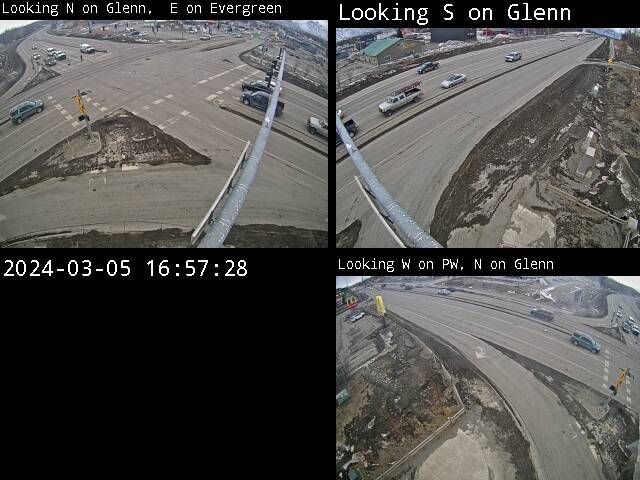 Looking N on Glenn, E on Evergreen
Looking S on Glenn
2024-03-05 16:57:28
Looking W on PW, N on Glenn